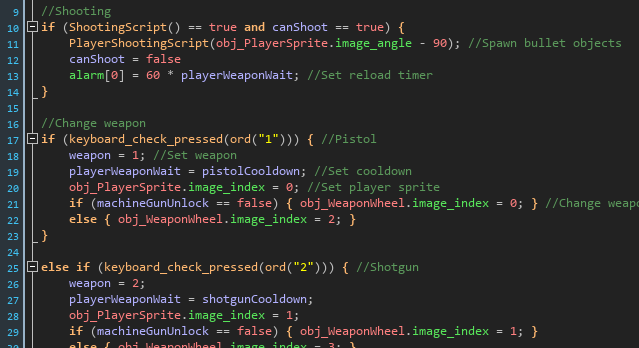 9 //Shooting
10 if (ShootingScript() == true and canShoot == true) {
11 PlayerShootingScript(obj_PlayerSprite.image_angle - 90); //Spawn bullet objects
12 canShoot = false
13 alarm[0] = 60 * playerWeaponWait; //Set reload timer
14 }
15
16 //Change weapon
17 if (keyboard_check_pressed(ord("1"))) { //Pistol
18 weapon = 1; //Set weapon
19 playerWeaponWait = pistolCooldown; //Set cooldown
20 obj_PlayerSprite.image_index = 0; //Set player sprite
21 if (machineGunUnlock == false) { obj_WeaponWheel.image_index = 0; } //Change weapo
22 else { obj_WeaponWheel.image_index = 2; }
23 }
24
25 else if (keyboard_check_pressed(ord("2"))) { //Shotgun
26 weapon = 2;
27 playerWeaponWait = shotgunCooldown;
28 obj_PlayerSprite.image_index = 1;
29 if (machineGunUnlock == false) { obj_WeaponWheel.image_index = 1; }
30 else { obj_WeaponWheel.image_index = 3; }